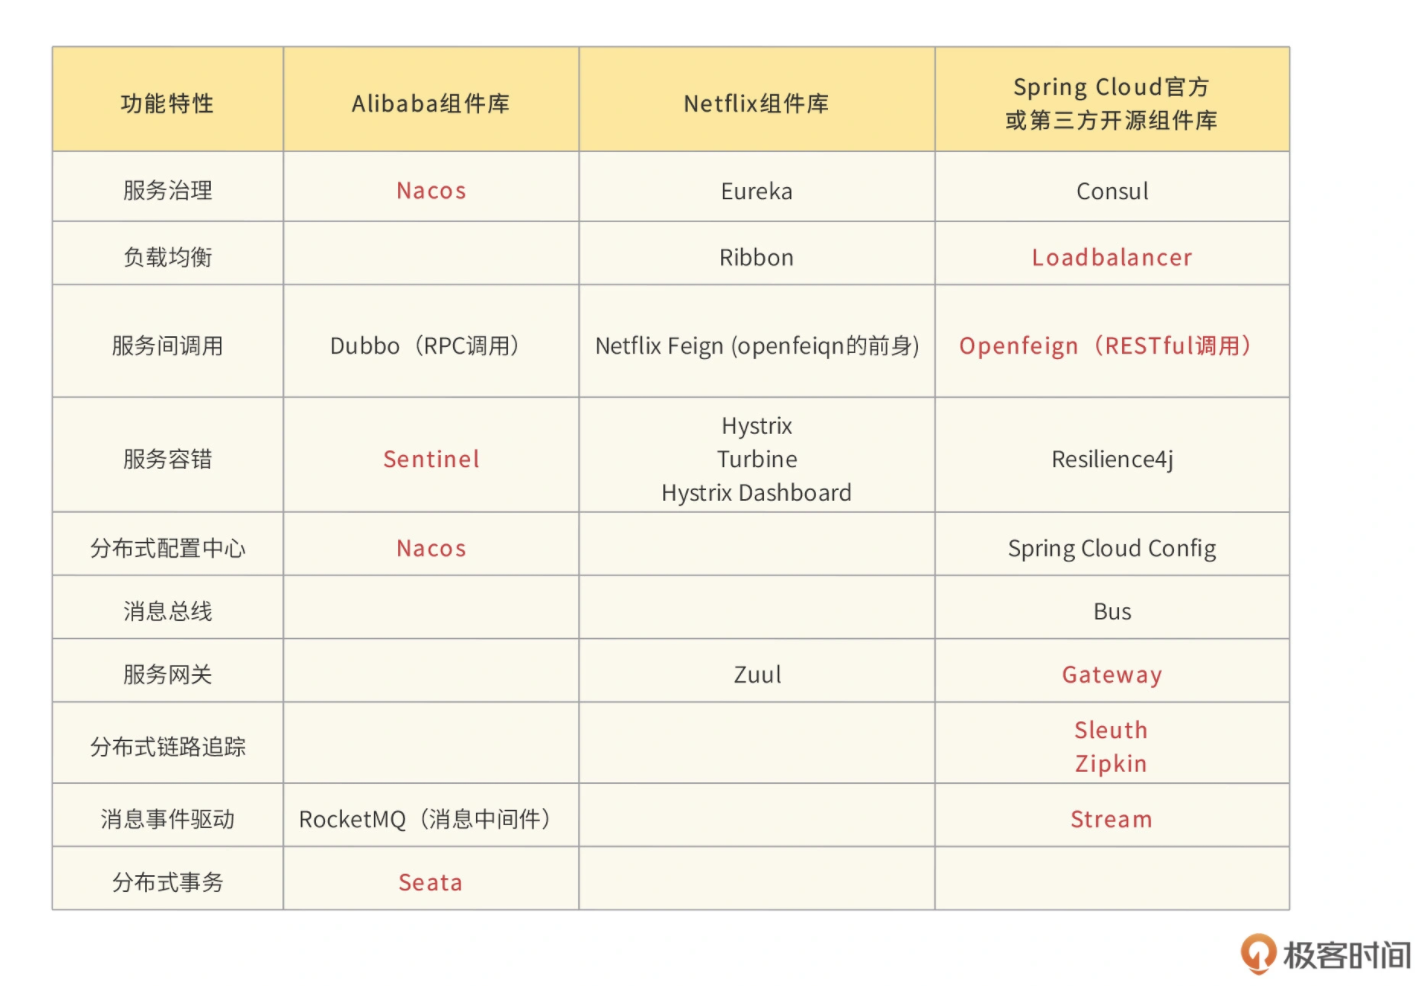 功能特性
Alibaba组件库
Netflix组件库
Spring Cloud官方
或第三方开源组件库
服务治理
Nacos
Eureka
Consul
负载均衡
Ribbon
Loadbalancer
服务间调用
Dubbo（RPC调用）
Netflix Feign (openfeiqn的前身)
Openfeign（RESTful调用）
服务容错
Sentinel
Hystrix
Turbine
Hystrix Dashboard
Resilience4j
分布式配置中心
Nacos
Spring Cloud Config
消息总线
Bus
服务网关
Zuul
Gateway
分布式链路追踪
Sleuth
Zipkin
消息事件驱动
RocketMQ（消息中间件）
Stream
分布式事务
Seata
极客时间